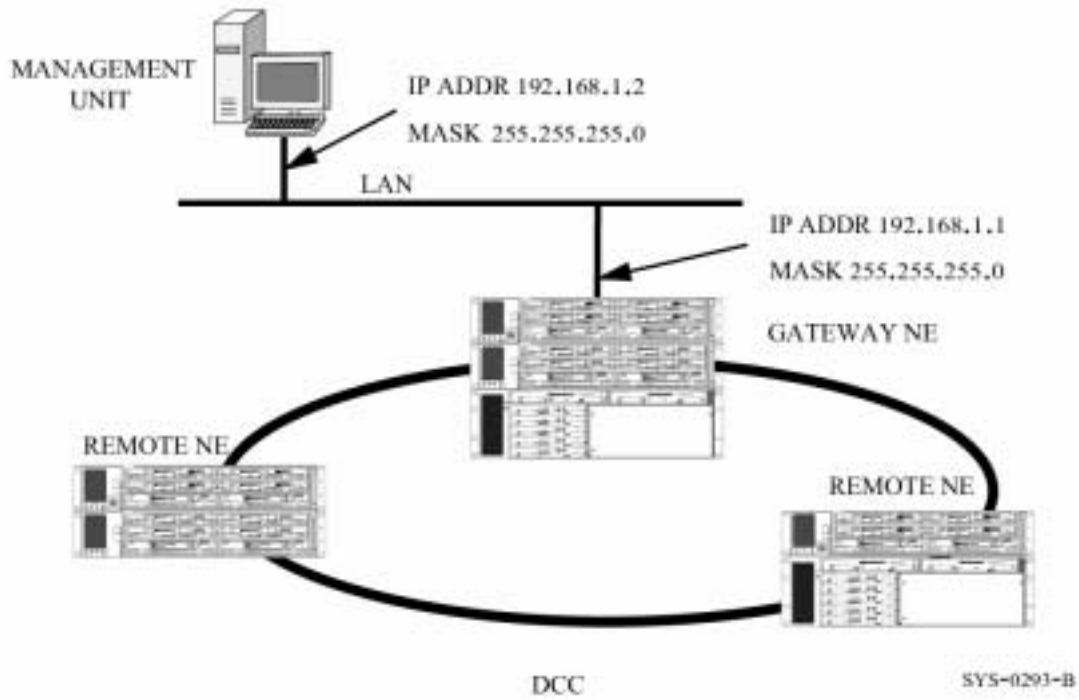 MANAGEMENT
UNIT
IP ADDR 192.168.1.2
MASK 255.255.255.0
LAN
IP ADDR 192.168.1.1
MASK 255.255.255.0
GATEWAY NE
REMOTE NE
REMOTE NE
DCC
SYS-0293-B